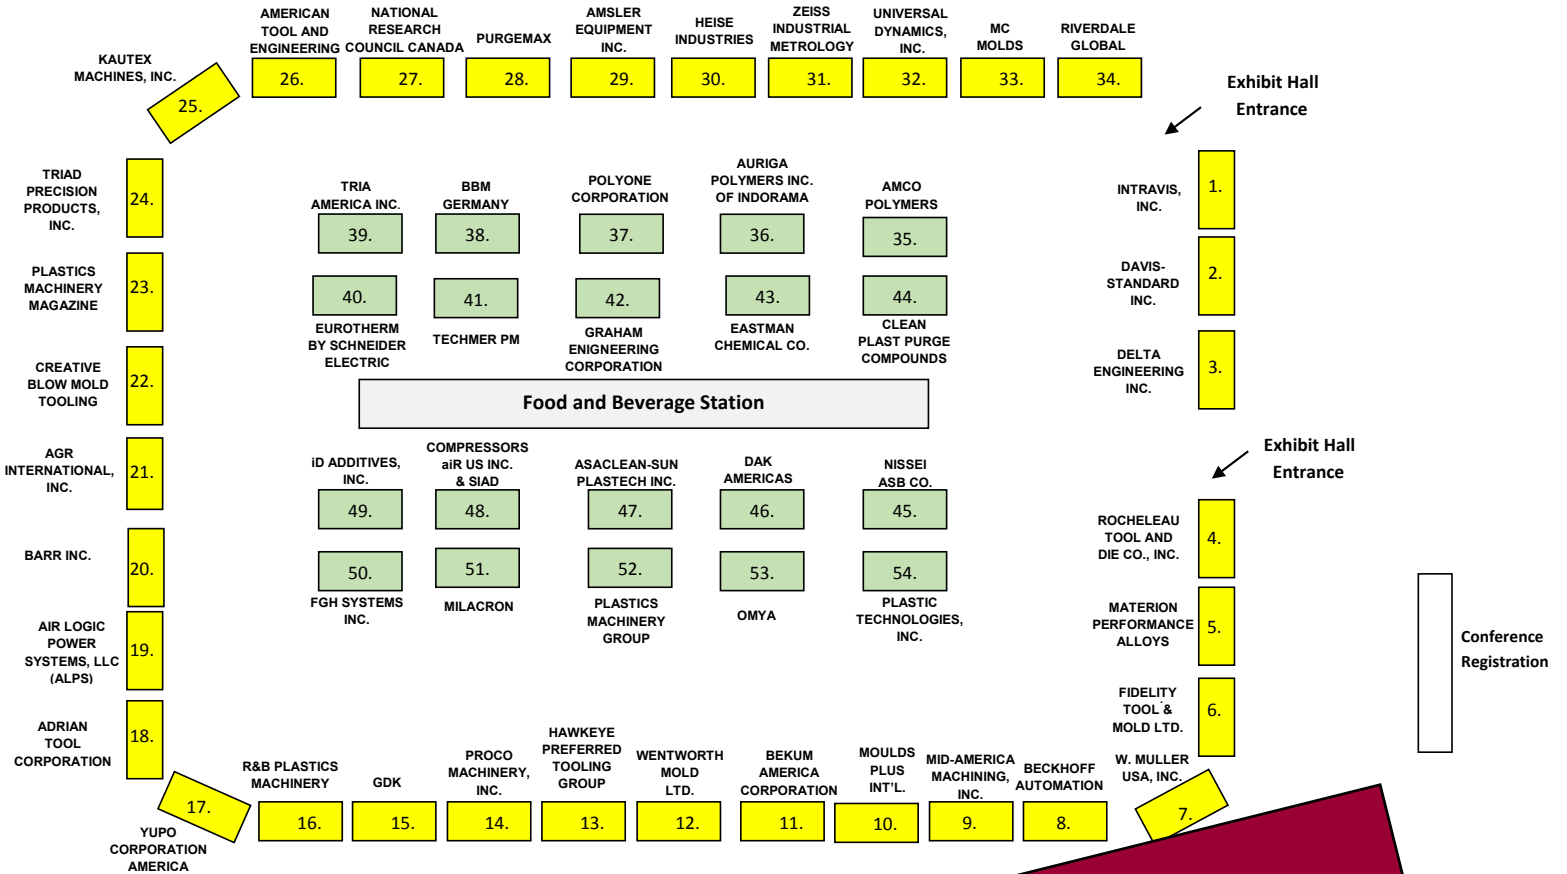 AMERICAN
TOOL AND
ENGINEERING
26.
NATIONAL
RESEARCH
COUNCIL CANADA
27.
PURGEMAX
28.
AMSLER
EQUIPMENT
INC.
29.
HEISE
INDUSTRIES
30.
ZEISS
INDUSTRIAL
METROLOGY
31.
UNIVERSAL
DYNAMICS,
INC.
32.
MC
MOLDS
33.
RIVERDALE
GLOBAL
34.
KAUTEX
MACHINES, INC.
25.
Exhibit Hall
Entrance
TRIAD
PRECISION
PRODUCTS,
INC.
24.
PLASTICS
MACHINERY
MAGAZINE
23.
CREATIVE
BLOW MOLD
TOOLING
22.
AGR
INTERNATIONAL,
INC.
21.
BARR INC.
20.
AIR LOGIC
POWER
SYSTEMS, LLC
(ALPS)
19.
ADRIAN
TOOL
CORPORATION
18.
TRIA
AMERICA INC.
39.
BBM
GERMANY
38.
POLYONE
CORPORATION
37.
AURIGA
POLYMERS INC.
OF INDORAMA
36.
AMCO
POLYMERS
35.
40.
EUROTHERM
BY SCHNEIDER
ELECTRIC
41.
TECHMER PM
42.
GRAHAM
ENIGNEERING
CORPORATION
43.
EASTMAN
CHEMICAL CO.
44.
CLEAN
PLAST PURGE
COMPOUNDS
Food and Beverage Station
iD ADDITIVES,
INC.
49.
COMPRESSORS
aiR US INC.
& SIAD
48.
ASACLEAN-SUN
PLASTECH INC.
47.
DAK
AMERICAS
46.
NISSEI
ASB CO.
45.
50.
FGH SYSTEMS
INC.
51.
MILACRON
52.
PLASTICS
MACHINERY
GROUP
53.
OMYA
54.
PLASTIC
TECHNOLOGIES,
INC.
INTRAVIS,
INC.
1.
DAVIS-
STANDARD
INC.
2.
DELTA
ENGINEERING
INC.
3.
Exhibit Hall
Entrance
ROCHELEAU
TOOL AND
DIE CO., INC.
4.
MATERION
PERFORMANCE
ALLOYS
5.
FIDELITY
TOOL &
MOLD LTD.
6.
Conference
Registration
W. MULLER
USA, INC.
7.
17.
YUPO
CORPORATION
AMERICA
R&B PLASTICS
MACHINERY
16.
GDK
15.
PROCO
MACHINERY,
INC.
14.
HAWKEYE
PREFERRED
TOOLING
GROUP
13.
WENTWORTH
MOLD
LTD.
12.
BEKUM
AMERICA
CORPORATION
11.
MOULDS
PLUS
INT'L.
10.
MID-AMERICA
MACHINING,
INC.
9.
BECKHOFF
AUTOMATION
8.